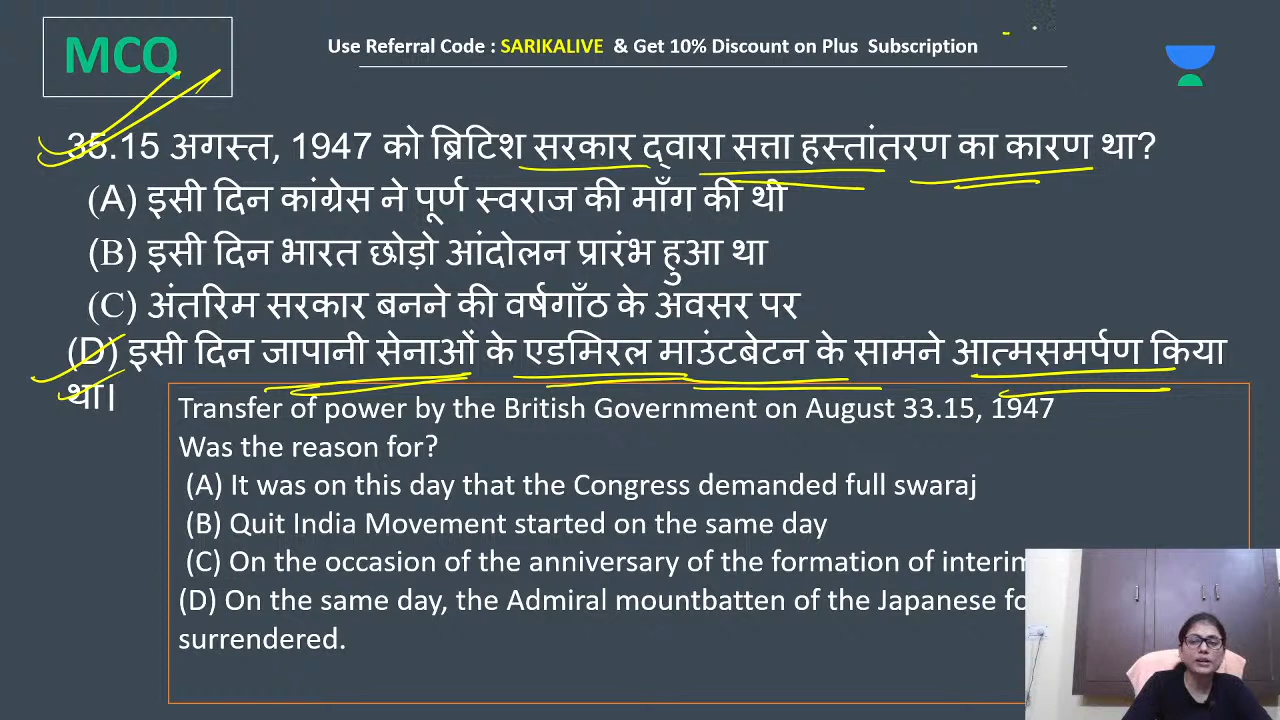 MCQ
Use Referral Code : SARIKALIVE & Get 10% Discount on Plus Subscription
35.15 अगस्त, 1947 को ब्रिटिश सरकार द्वारा सत्ता हस्तांतरण का कारण था?
(A) इसी दिन कांग्रेस ने पूर्ण स्वराज की माँग की थी
(B) इसी दिन भारत छोड़ो आंदोलन प्रारंभ हुआ था
(C) अंतरिम सरकार बनने की वर्षगाँठ के अवसर पर
(D) इसी दिन जापानी सेनाओं के एडमिरल माउंटबेटन के सामने आत्मसमर्पण किया
था।
Transfer of power by the British Government on August 33.15, 1947
Was the reason for?
(A) It was on this day that the Congress demanded full swaraj
(B) Quit India Movement started on the same day
(C) On the occasion of the anniversary of the formation of interim
(D) On the same day, the Admiral mountbatten of the Japanese fo
surrendered.